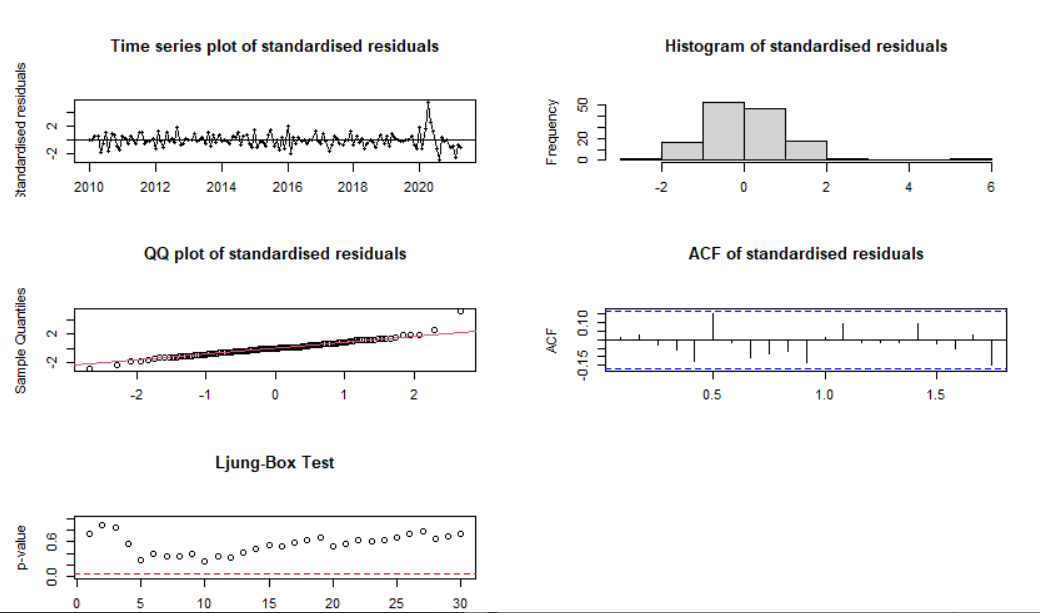 Time series plot of standardised residuals
Standardised residuals
2
-2
2010 2012 2014 2016 2018 2020
Histogram of standardised residuals
Frequency
50
20
0
-2 0 2 4 6
QQ plot of standardised residuals
Sample Quantiles
2
-2
-2 -1 0 1 2
ACF of standardised residuals
ACF
0.10
-0.15
0.5 1.0 1.5
Ljung-Box Test
p-value
0.6
0.0
0 5 10 15 20 25 30